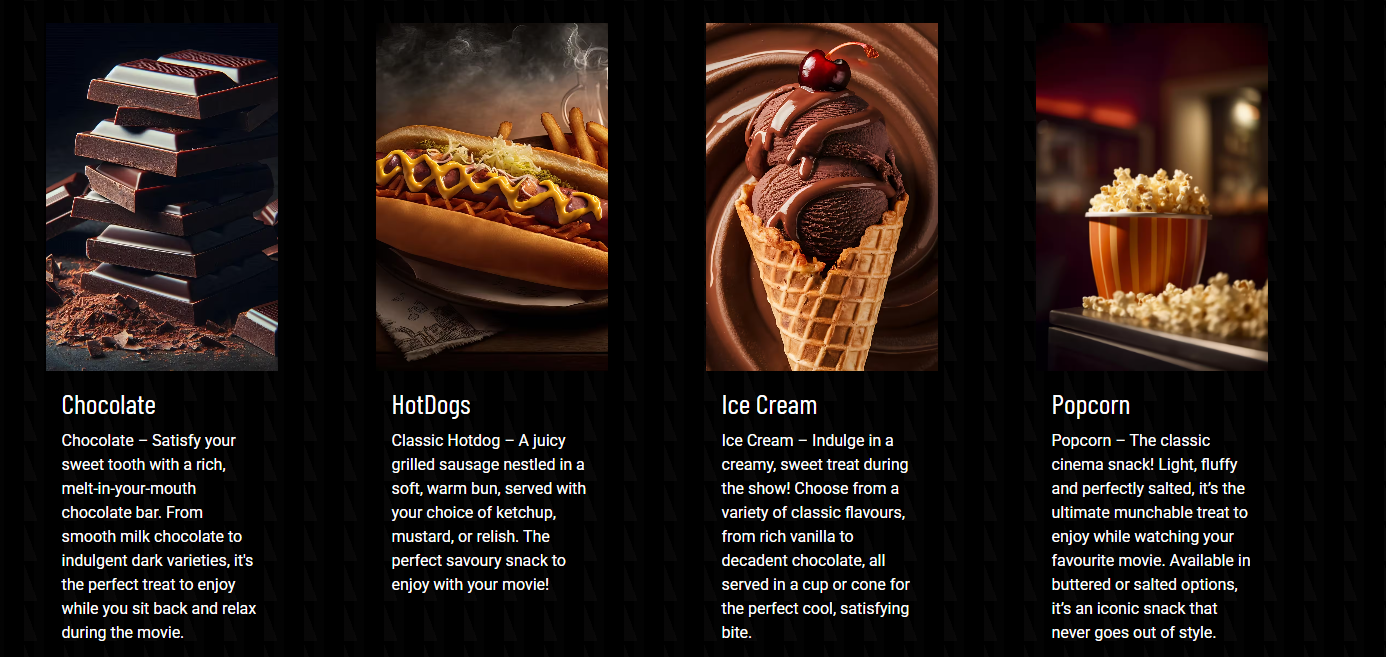 Chocolate
Chocolate – Satisfy your
sweet tooth with a rich,
melt-in-your-mouth
chocolate bar. From
smooth milk chocolate to
indulgent dark varieties, it's
the perfect treat to enjoy
while you sit back and relax
during the movie.
HotDogs
Classic Hotdog – A juicy
grilled sausage nestled in a
soft, warm bun, served with
your choice of ketchup,
mustard, or relish. The
perfect savoury snack to
enjoy with your movie!
Ice Cream
Ice Cream – Indulge in a
creamy, sweet treat during
the show! Choose from a
variety of classic flavours,
from rich vanilla to
decadent chocolate, all
served in a cup or cone for
the perfect cool, satisfying
bite.
Popcorn
Popcorn – The classic
cinema snack! Light, fluffy
and perfectly salted, it’s the
ultimate munchable treat to
enjoy while watching your
favourite movie. Available in
buttered or salted options,
it’s an iconic snack that
never goes out of style.